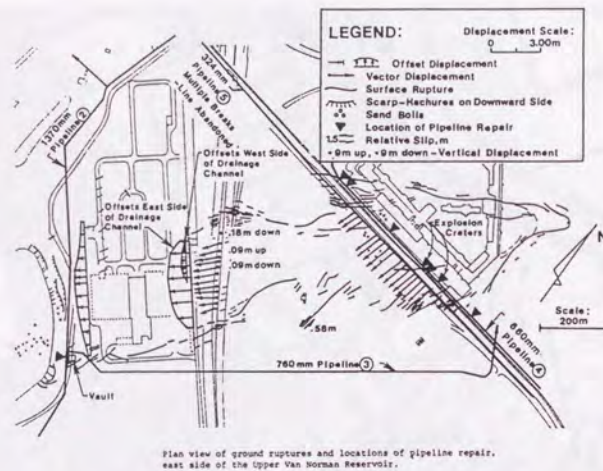 LEGEND:
Displacement Scale:
0 3.00m
Offset Displacement
Vector Displacement
Surface Rupture
Scarp-Hachures on Downward Side
Sand Boils
Location of Pipeline Repair
1.5 Relative Slip, m
.9m up, .9m down - Vertical Displacement
324mm
Pipeline 5
Multiple Breaks
-Line Abandoned
1370mm
Pipeline 2
Offsets West Side
of Drainage
Channel
Offsets East Side
of Drainage
Channel
.18m down
.09m up
.09m down
Explosion
Craters
N
Scale:
200m
.58m
660mm
Pipeline 4
760mm Pipeline 3
Vault
Plan view of ground ruptures and locations of pipeline repair,
east side of the Upper Van Norman Reservoir.